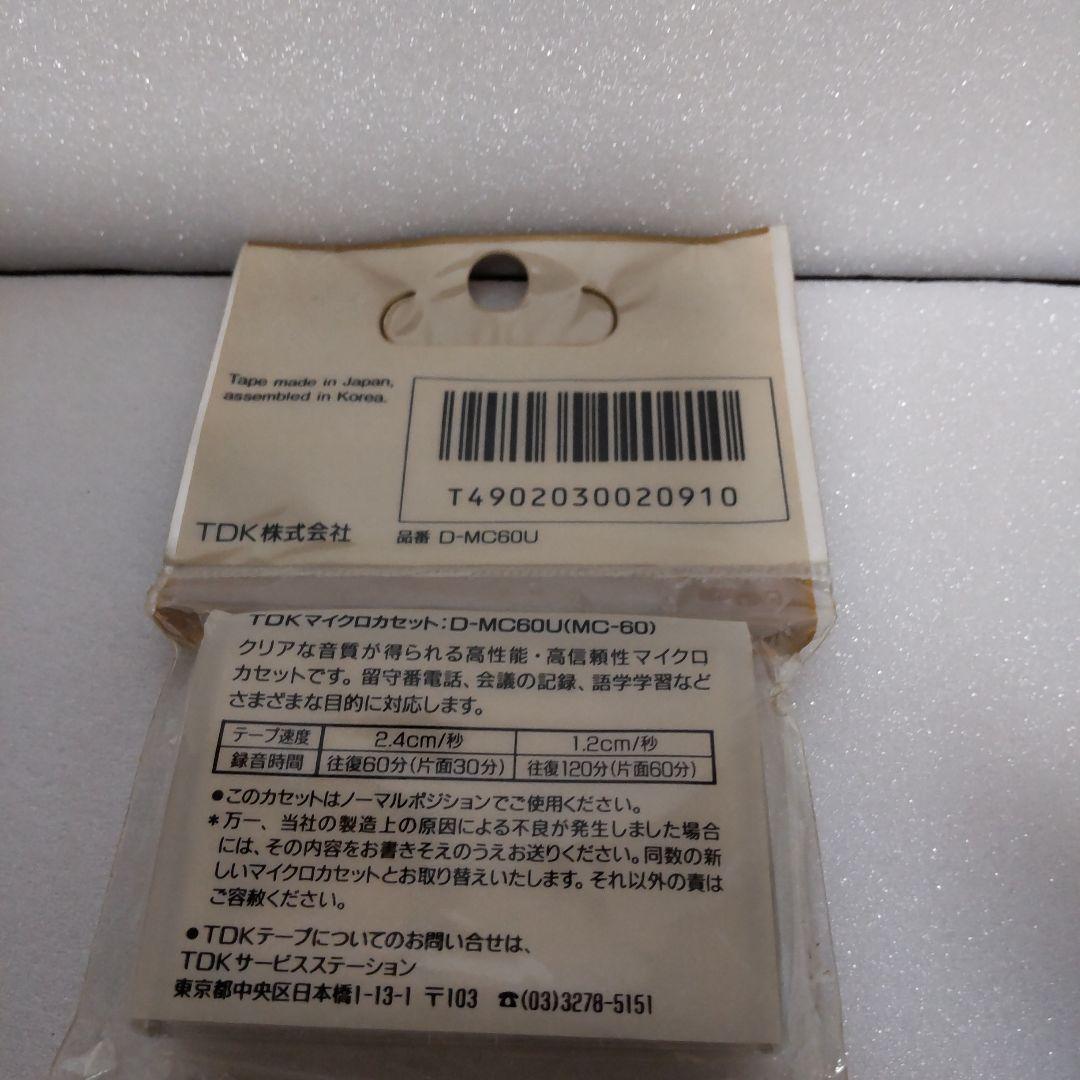 Tape made in Japan,
assembled in Korea.
T4902030020910
TDK株式会社
品番 D-MC60U
TDKマイクロカセット:D-MC60U(MC-60)
クリアな音質が得られる高性能・高信頼性マイクロ
カセットです。留守番電話、会議の記録、語学学習など
さまざまな目的に対応します。
テープ速度 2.4cm/秒 1.2cm/秒
録音時間 往復60分(片面30分) 往復120分(片面60分)
●このカセットはノーマルポジションでご使用ください。
*万一、当社の製造上の原因による不良が発生しました場合
には、その内容をお書きそえのうえお送りください。同数の新
しいマイクロカセットとお取り替えいたします。それ以外の責は
ご容赦ください。
●TDKテープについてのお問い合せは、
TDKサービスステーション
東京都中央区日本橋1-13-1 〒103 ☎(03)3278-5151